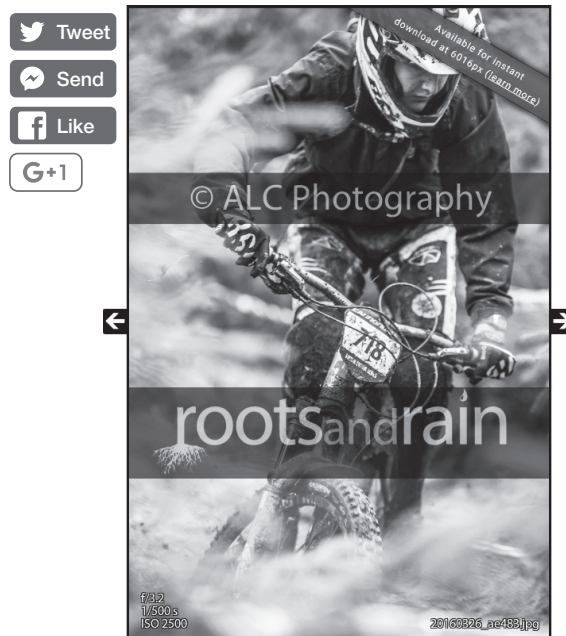 Tweet
Send
Like
G+1
Available for instant
download at 6016px (learn more)
© ALC Photography
718
rootsandrain
f/3.2
1/500 s
ISO 2500
20160326_ae483.jpg